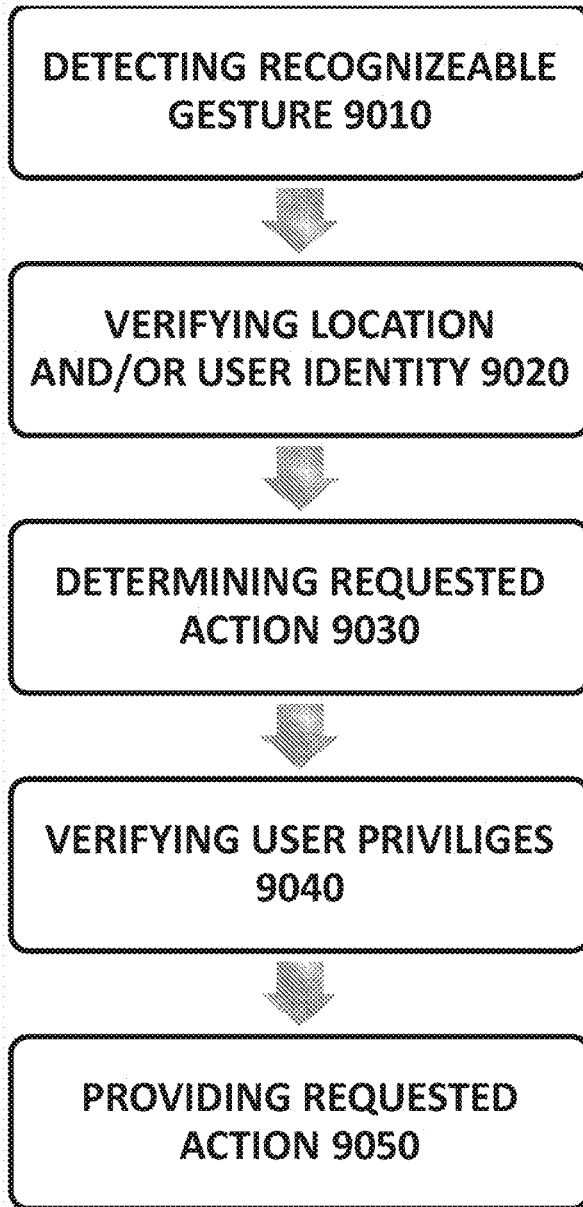 DETECTING RECOGNIZEABLE
GESTURE 9010
VERIFYING LOCATION
AND/OR USER IDENTITY 9020
DETERMINING REQUESTED
ACTION 9030
VERIFYING USER PRIVILIGES
9040
PROVIDING REQUESTED
ACTION 9050